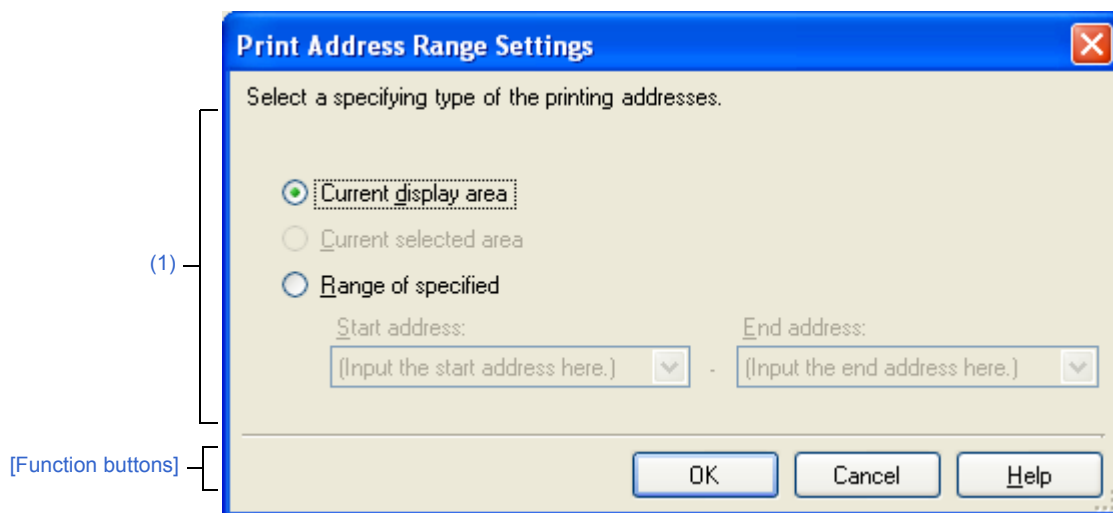 Print Address Range Settings
Select a specifying type of the printing addresses.
Current display area
Current selected area
(1)
Range of specified
Start address: End address:
(Input the start address here.) - (Input the end address here.)
[Function buttons]
OK Cancel Help